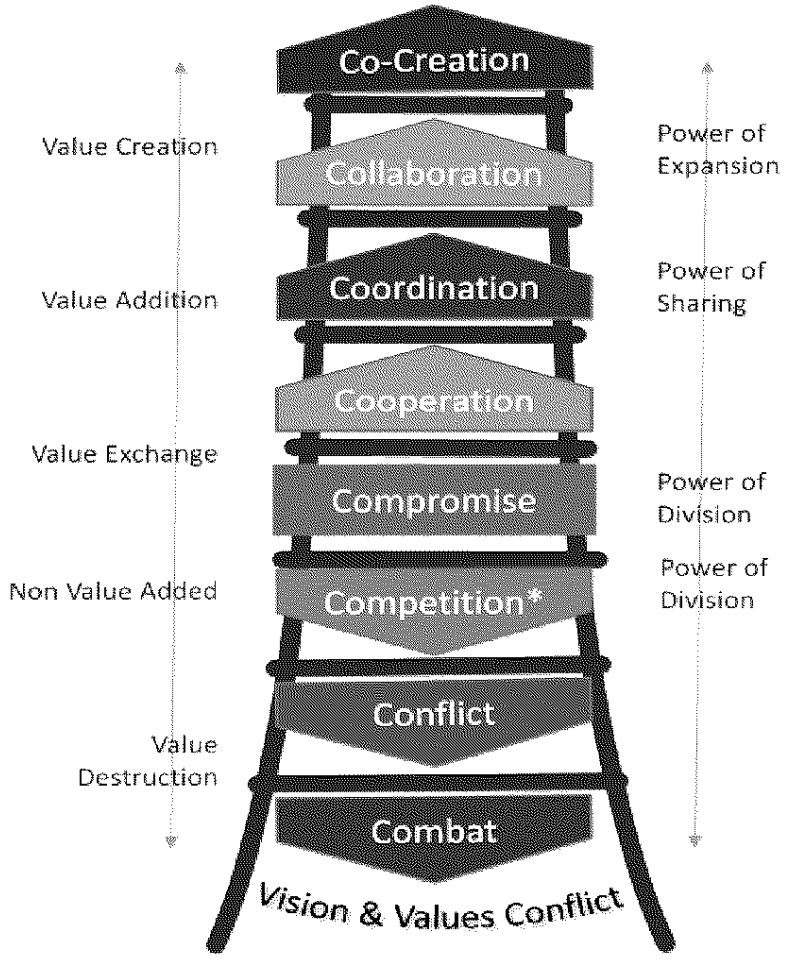 Co-Creation
Value Creation
Power of
Expansion
Collaboration
Value Addition
Coordination
Power of
Sharing
Cooperation
Value Exchange
Compromise
Power of
Division
Non Value Added
Competition*
Power of
Division
Conflict
Value
Destruction
Combat
Vision & Values Conflict